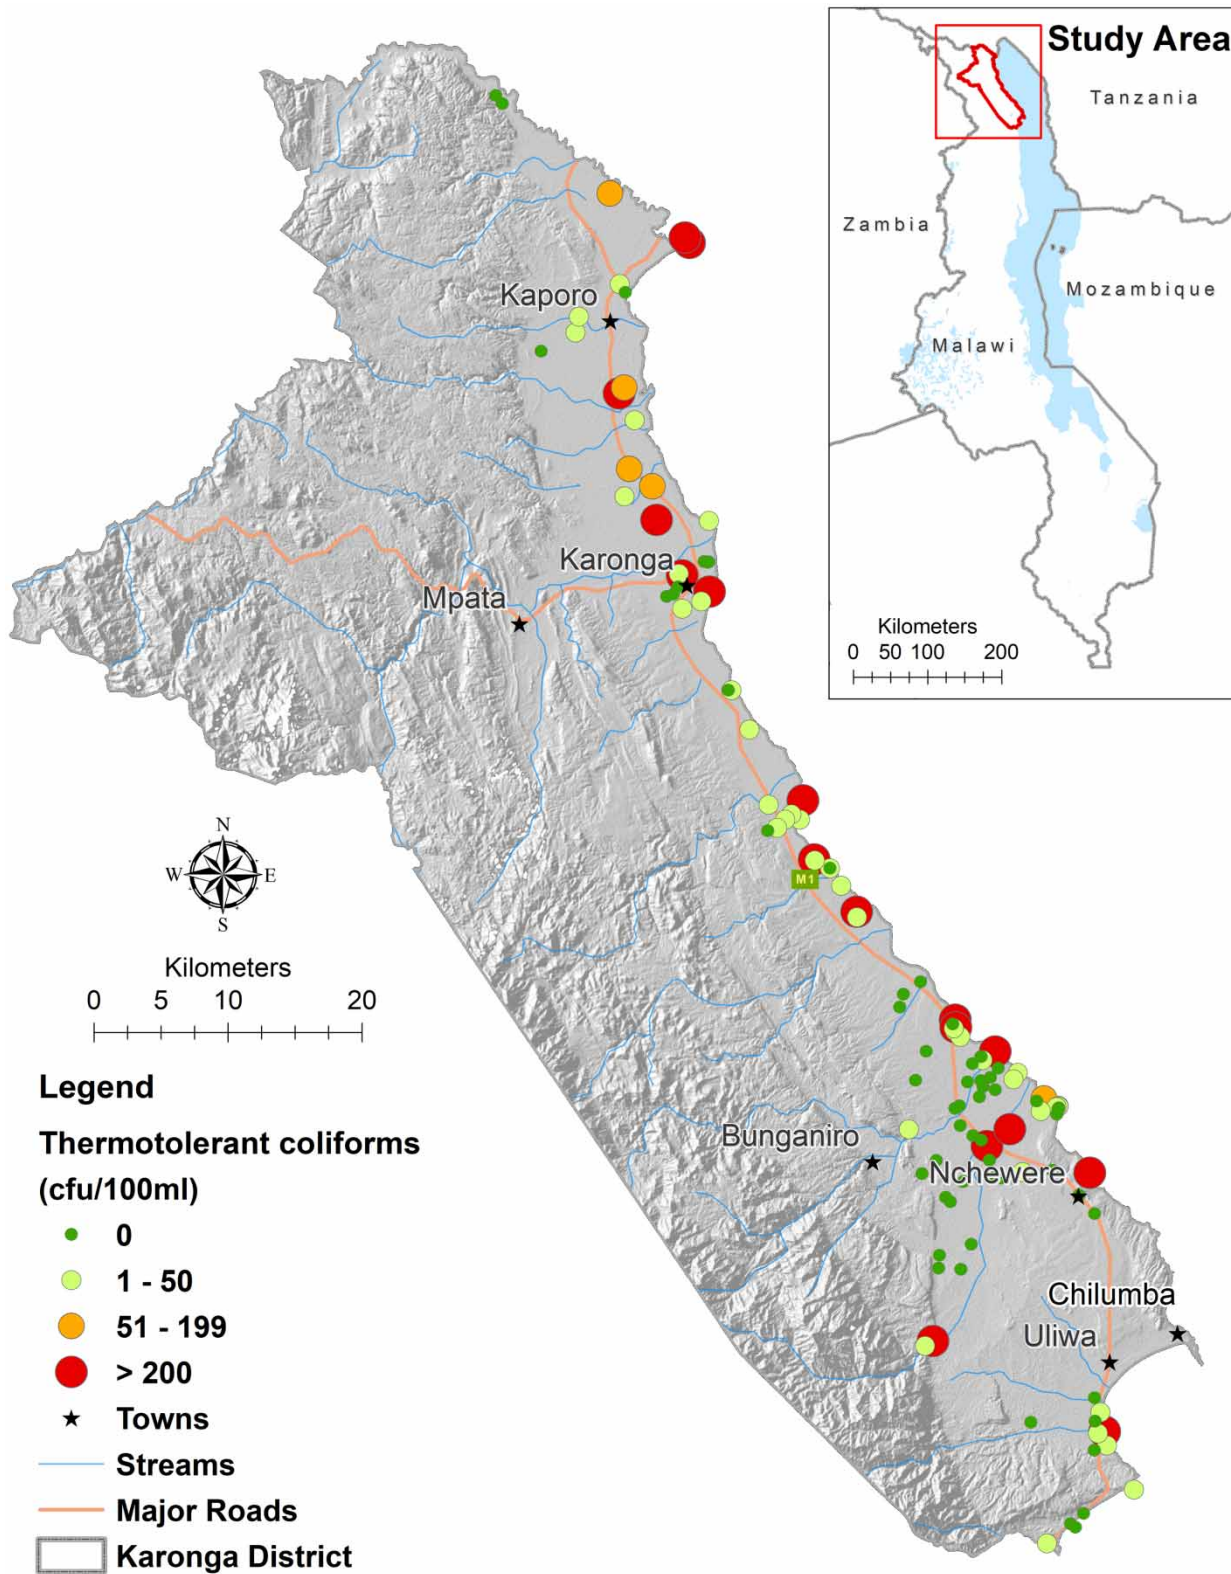 Study Area
Tanzania
Zambia
Mozambique
Malawi
Kilometers
0 50 100 200
Kaporo
Karonga
Mpata
M1
N
W E
S
Kilometers
0 5 10 20
Bunganiro
Nchewere
Chilumba
Uliwa
Legend
Thermotolerant coliforms
(cfu/100ml)
0
1 - 50
51 - 199
> 200
Towns
Streams
Major Roads
Karonga District